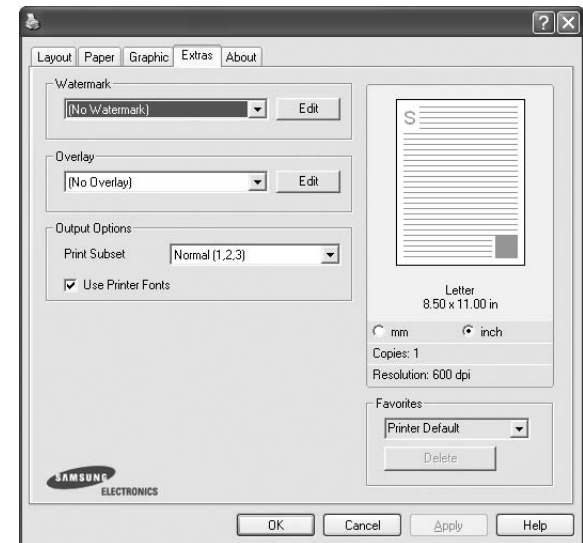 Layout Paper Graphic Extras About
Watermark
(No Watermark) Edit
Overlay
(No Overlay) Edit
Output Options
Print Subset Normal (1,2,3)
Use Printer Fonts
S
Letter
8.50 x 11.00 in
mm inch
Copies: 1
Resolution: 600 dpi
Favorites
Printer Default
Delete
SAMSUNG
ELECTRONICS
OK Cancel Apply Help